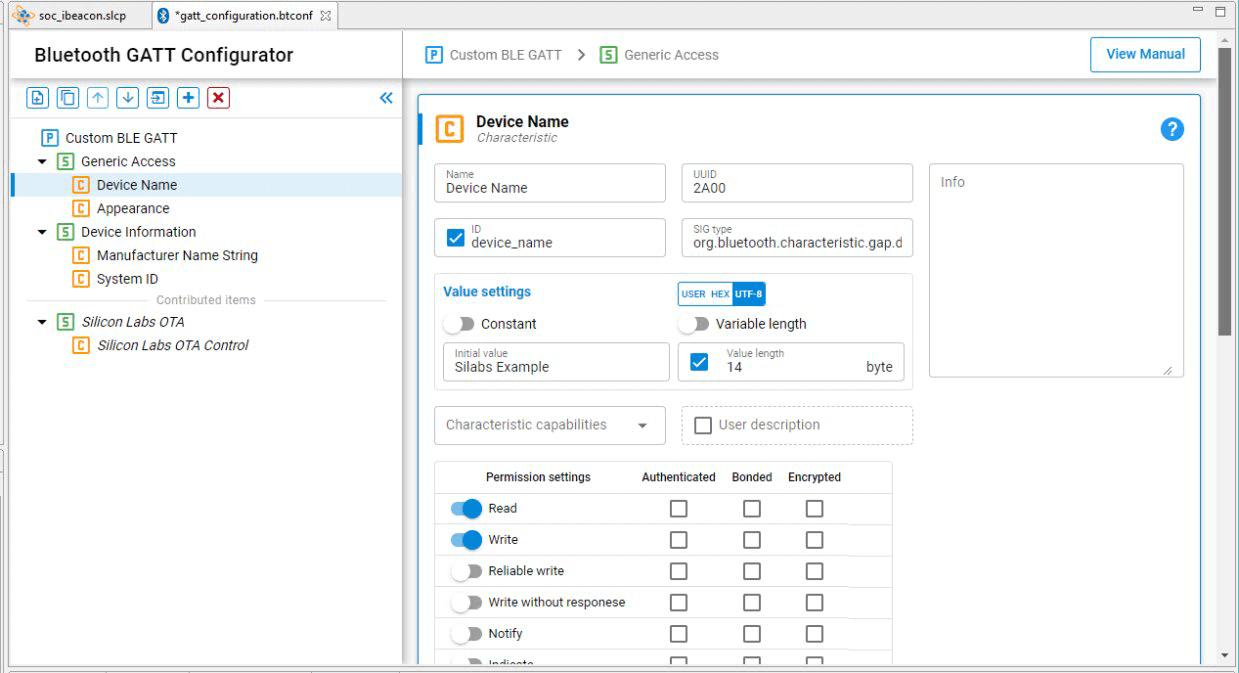 soc_ibeacon.slcp
*gatt_configuration.btconf
Bluetooth GATT Configurator
P Custom BLE GATT
S Generic Access
C Device Name
C Appearance
S Device Information
C Manufacturer Name String
C System ID
Contributed items
S Silicon Labs OTA
C Silicon Labs OTA Control
P Custom BLE GATT > S Generic Access
View Manual
C Device Name
Characteristic
?
Name
Device Name
UUID
2A00
Info
ID
device_name
SIG type
org.bluetooth.characteristic.gap.d
Value settings
USER HEX UTF-8
Constant
Variable length
Initial value
Silabs Example
Value length
14 byte
Characteristic capabilities
User description
Permission settings Authenticated Bonded Encrypted
Read
Write
Reliable write
Write without responese
Notify
Indicate